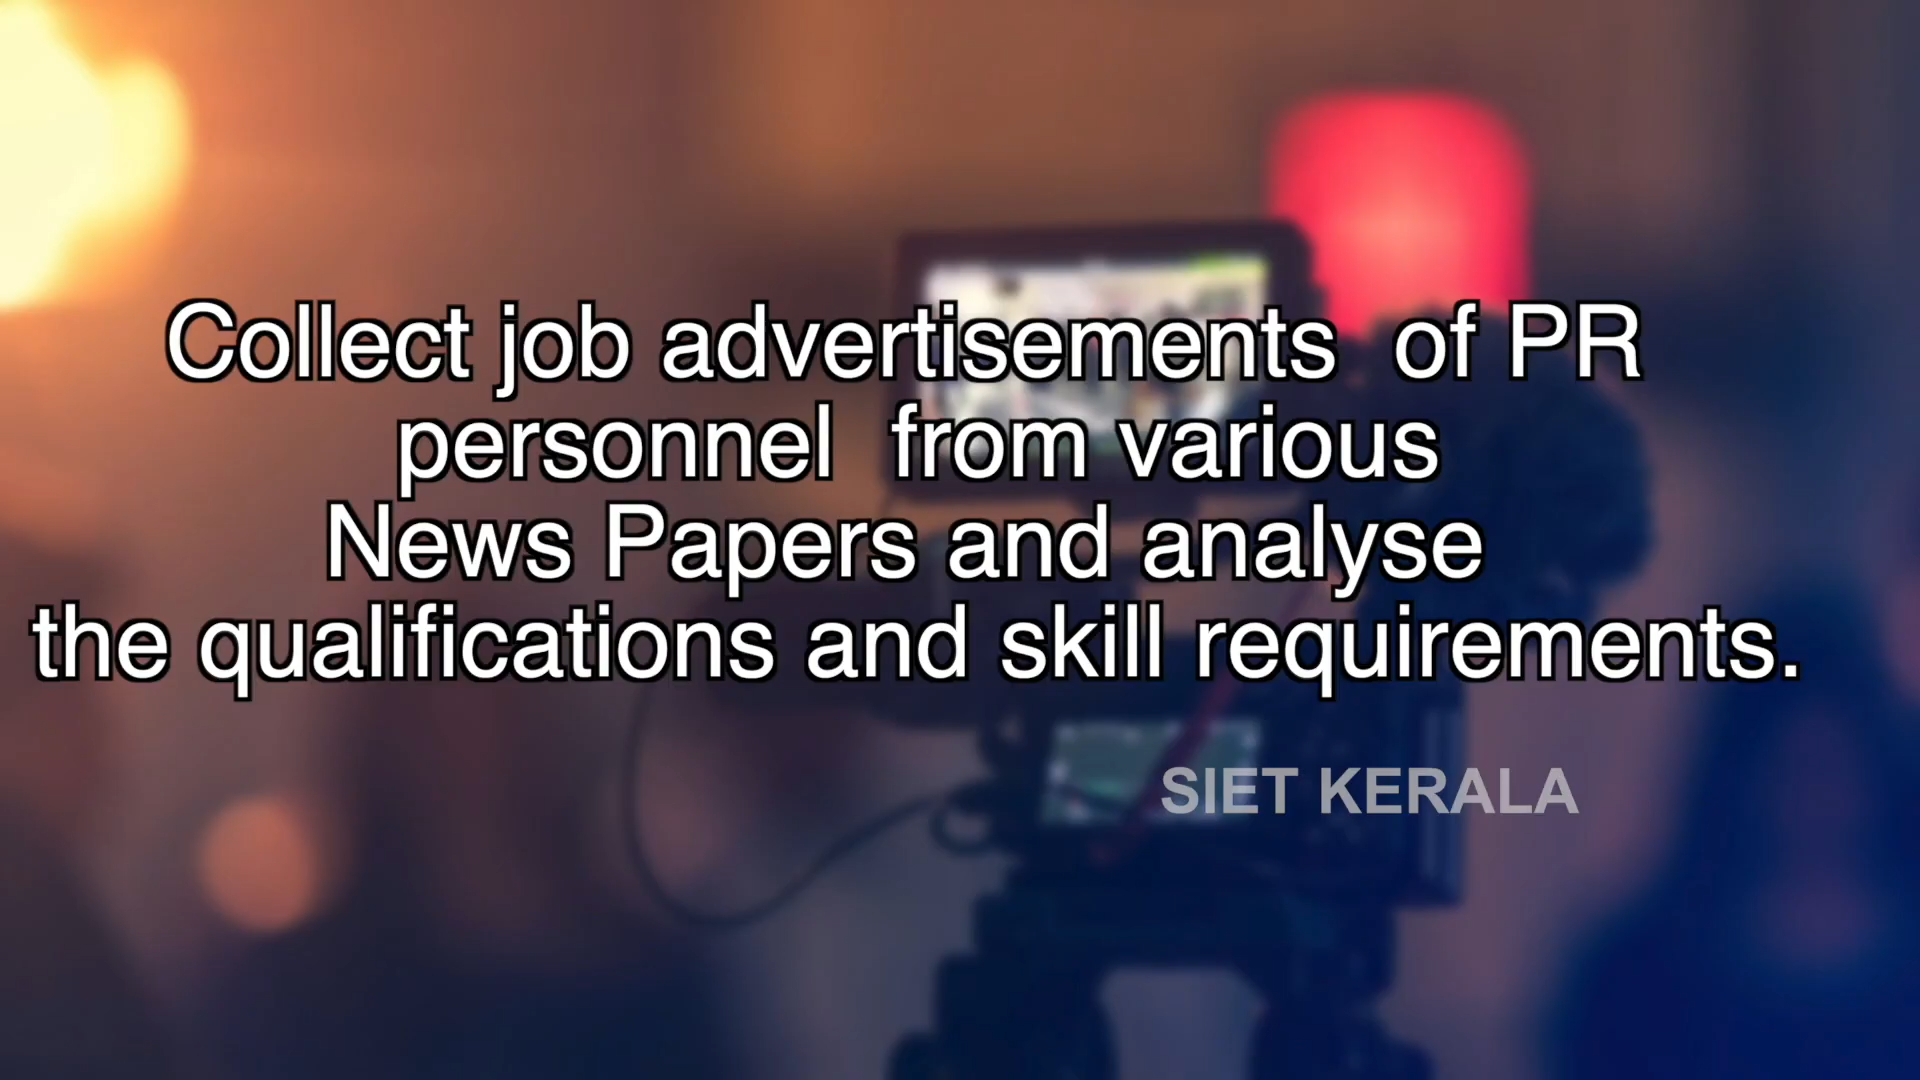 Collect job advertisements of PR
personnel from various
News Papers and analyse
the qualifications and skill requirements.
SIET KERALA